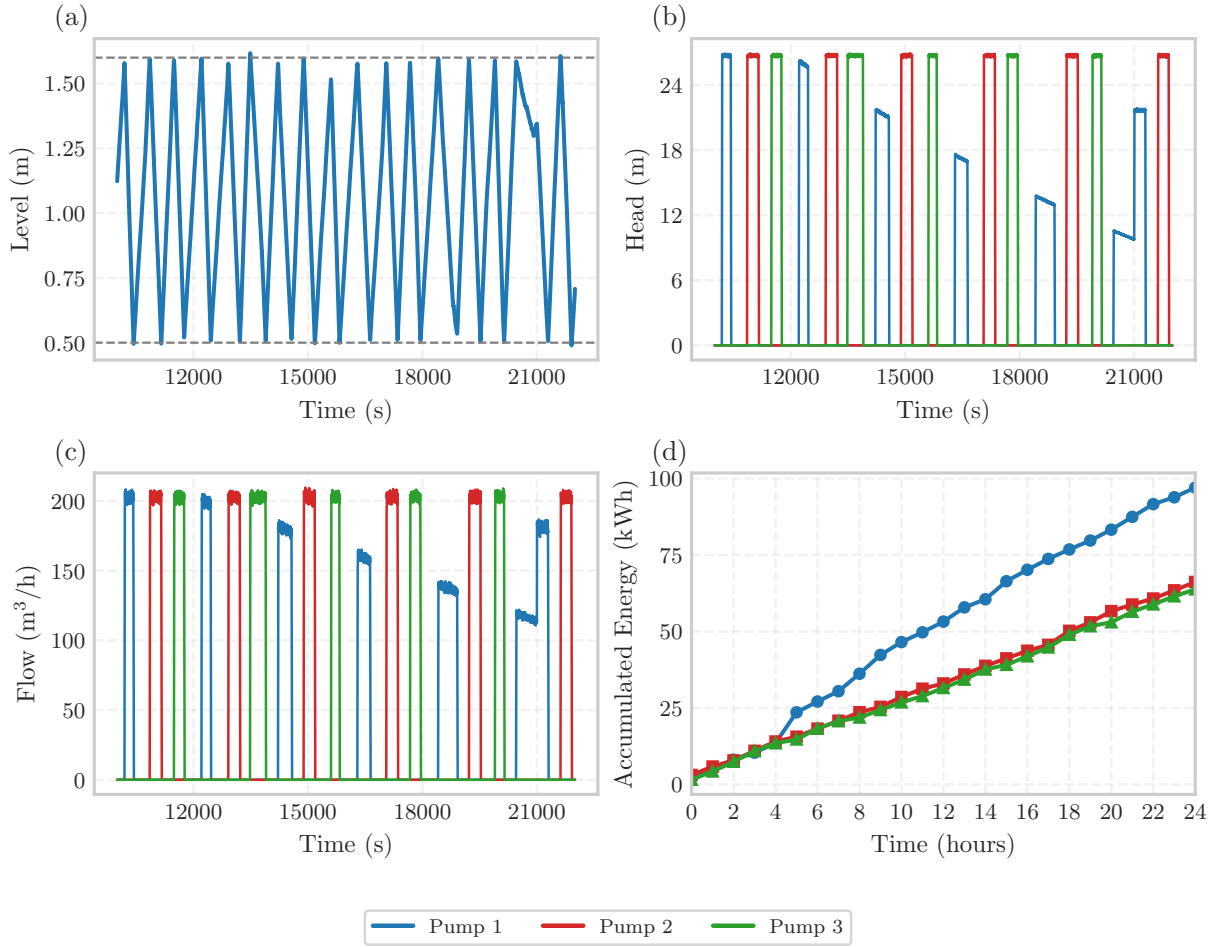 (a)
1.50
1.25
1.00
0.75
0.50
Level (m)
12000 15000 18000 21000
Time (s)
(b)
24
18
12
6
0
Head (m)
12000 15000 18000 21000
Time (s)
(c)
200
150
100
50
0
Flow (m³/h)
12000 15000 18000 21000
Time (s)
(d)
100
75
50
25
0
Accumulated Energy (kWh)
0 2 4 6 8 10 12 14 16 18 20 22 24
Time (hours)
Pump 1 Pump 2 Pump 3